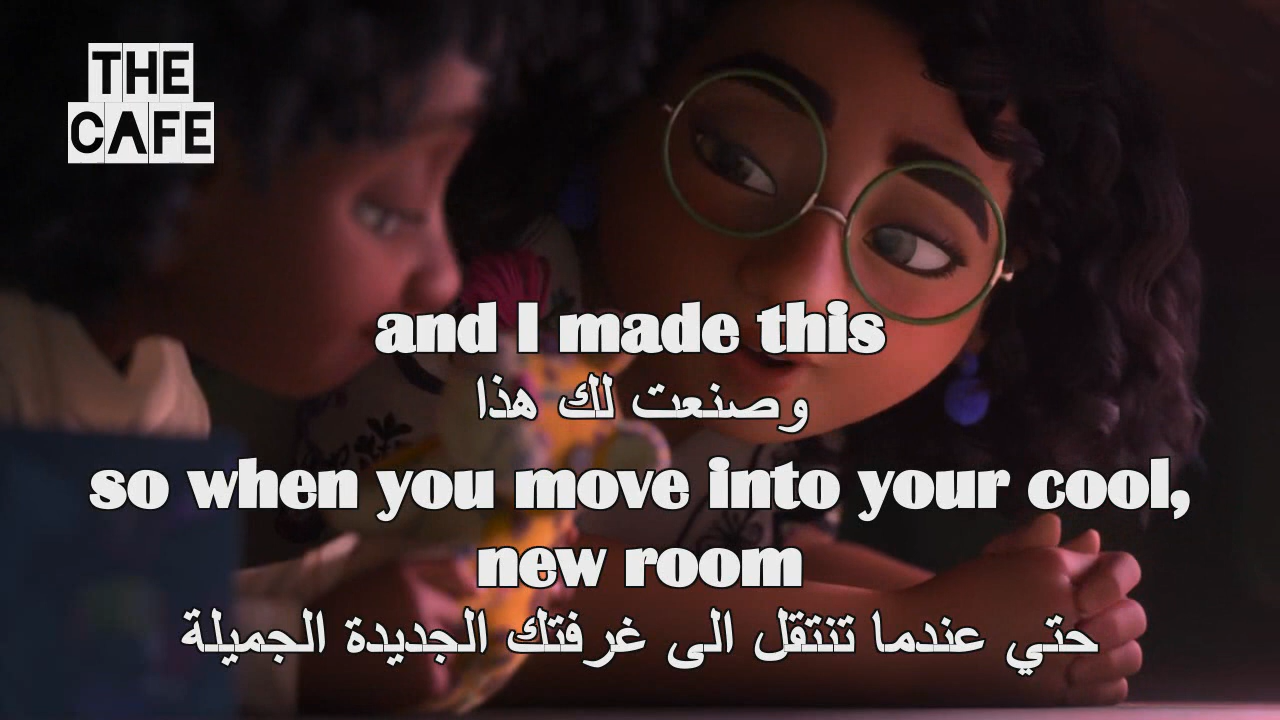 THE
CAFE
and I made this
وصنعت لك هذا
so when you move into your cool,
new room
حتي عندما تنتقل الى غرفتك الجديدة الجميلة